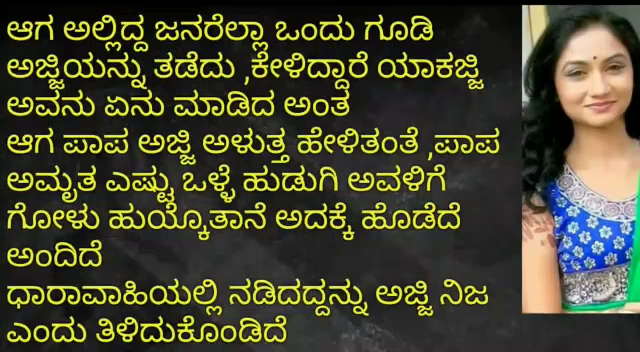 ಆಗ ಅಲ್ಲಿದ್ದ ಜನರೆಲ್ಲಾ ಒಂದು ಗೂಡಿ
ಅಜ್ಜಿಯನ್ನು ತಡೆದು ,ಕೇಳಿದ್ದಾರೆ ಯಾಕಜ್ಜಿ
ಅವನು ಏನು ಮಾಡಿದ ಅಂತ
ಆಗ ಪಾಪ ಅಜ್ಜಿ ಅಳುತ್ತ ಹೇಳಿತಂತೆ ,ಪಾಪ
ಅಮೃತ ಎಷ್ಟು ಒಳ್ಳೆ ಹುಡುಗಿ ಅವಳಿಗೆ
ಗೋಳು ಹುಯ್ಕೊತಾನೆ ಅದಕ್ಕೆ ಹೊಡೆದೆ
ಅಂದಿದೆ
ಧಾರಾವಾಹಿಯಲ್ಲಿ ನಡಿದದ್ದನ್ನು ಅಜ್ಜಿ ನಿಜ
ಎಂದು ತಿಳಿದುಕೊಂಡಿದೆ